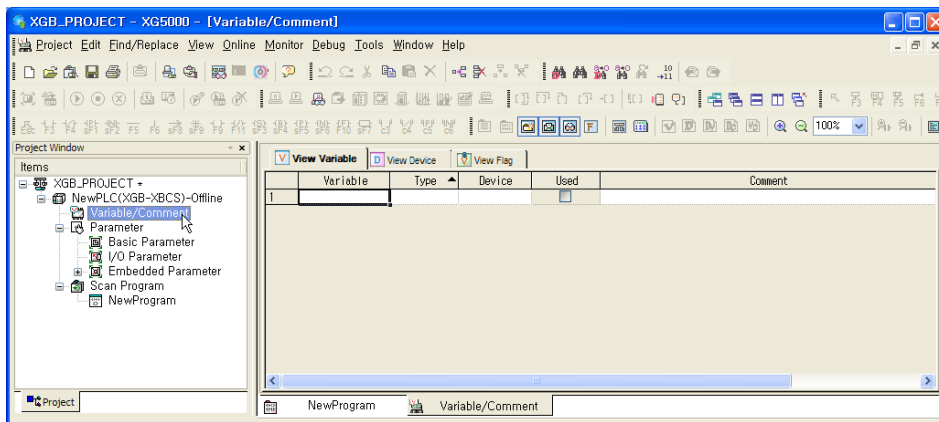 XGB_PROJECT - XG5000 - [Variable/Comment]
Project Edit Find/Replace View Online Monitor Debug Tools Window Help
100%
Project Window
Items
XGB_PROJECT *
NewPLC(XGB-XBCS)-Offline
Variable/Comment
Parameter
Basic Parameter
I/O Parameter
Embedded Parameter
Scan Program
NewProgram
Project
V View Variable D View Device View Flag
Variable Type Device Used Comment
1
NewProgram Variable/Comment